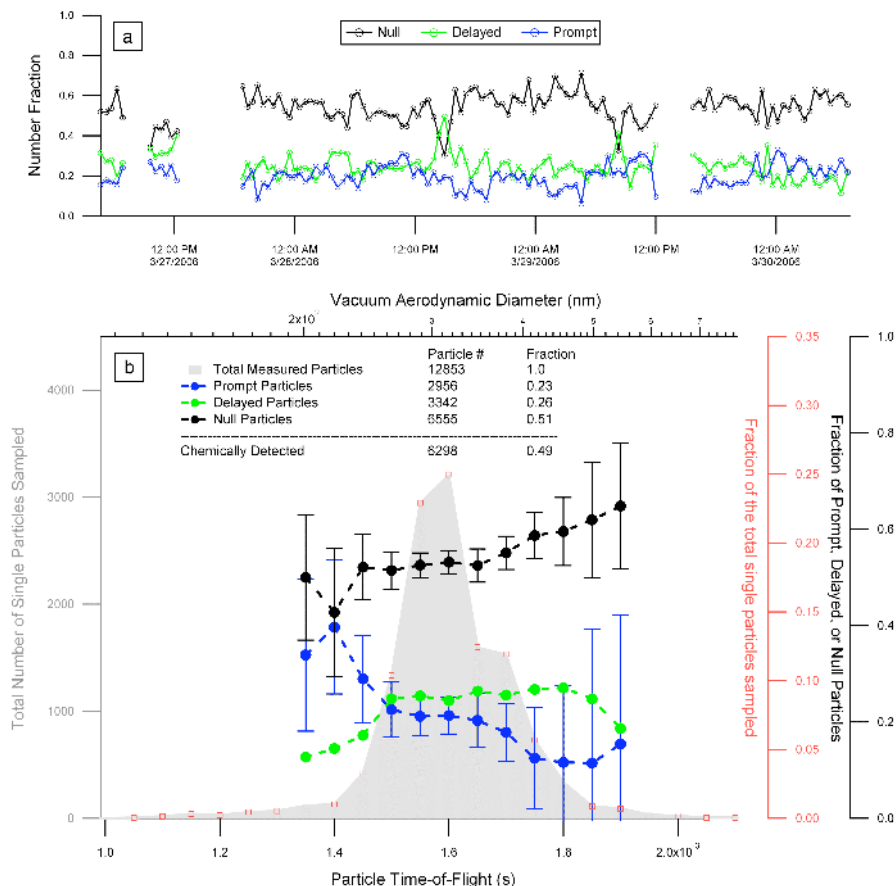 a
Null Delayed Prompt
1.0
0.8
0.6
0.4
0.2
0.0
Number Fraction
12:00 PM 12:00 AM 12:00 PM 12:00 AM 12:00 PM 12:00 AM
3/27/2006 3/28/2006 3/29/2006 3/30/2006
Vacuum Aerodynamic Diameter (nm)
3 4 5 6 7
b
Particle # Fraction
Total Measured Particles 12853 1.0
Prompt Particles 2956 0.23
Delayed Particles 3342 0.26
Null Particles 6555 0.51
Chemically Detected 6298 0.49
Total Number of Single Particles Sampled
4000
3000
2000
1000
0
0.35
0.30
0.25
0.20
0.15
0.10
0.05
0.00
Fraction of the total single particles sampled
1.0
0.8
0.6
0.4
0.2
0.0
Fraction of Prompt, Delayed, or Null Particles
1.0 1.2 1.4 1.6 1.8
Particle Time-of-Flight (s)